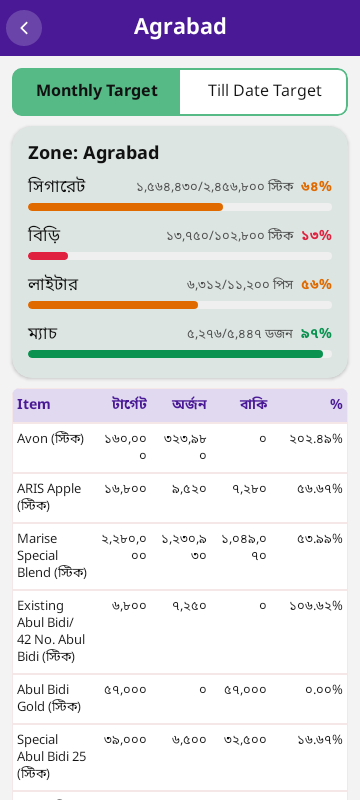 Agrabad
Monthly Target
Till Date Target
Zone: Agrabad
সিগারেট ১,৫৬৪,৪৩০/২,৪৫৬,৮০০ স্টিক ৬৪%
বিড়ি ১৩,৭৫০/১০২,৮০০ স্টিক ১৩%
লাইটার ৬,৩১২/১১,২০০ পিস ৫৬%
ম্যাচ ৫,২৭৬/৫,৪৪৭ ডজন ৯৭%
Item টার্গেট অর্জন বাকি %
Avon (স্টিক) ১৬০,০০ ৩২৩,৯৮ ০ ২০২.৪৯%
০ ০
ARIS Apple ১৬,৮০০ ৯,৫২০ ৭,২৮০ ৫৬.৬৭%
(স্টিক)
Marise ২,২৮০,০ ১,২৩০,৯ ১,০৪৯,০ ৫৩.৯৯%
Special ০০ ৩০ ৭০
Blend (স্টিক)
Existing ৬,৮০০ ৭,২৫০ ০ ১০৬.৬২%
Abul Bidi/
42 No. Abul
Bidi (স্টিক)
Abul Bidi ৫৭,০০০ ০ ৫৭,০০০ ০.০০%
Gold (স্টিক)
Special ৩৯,০০০ ৬,৫০০ ৩২,৫০০ ১৬.৬৭%
Abul Bidi 25
(স্টিক)